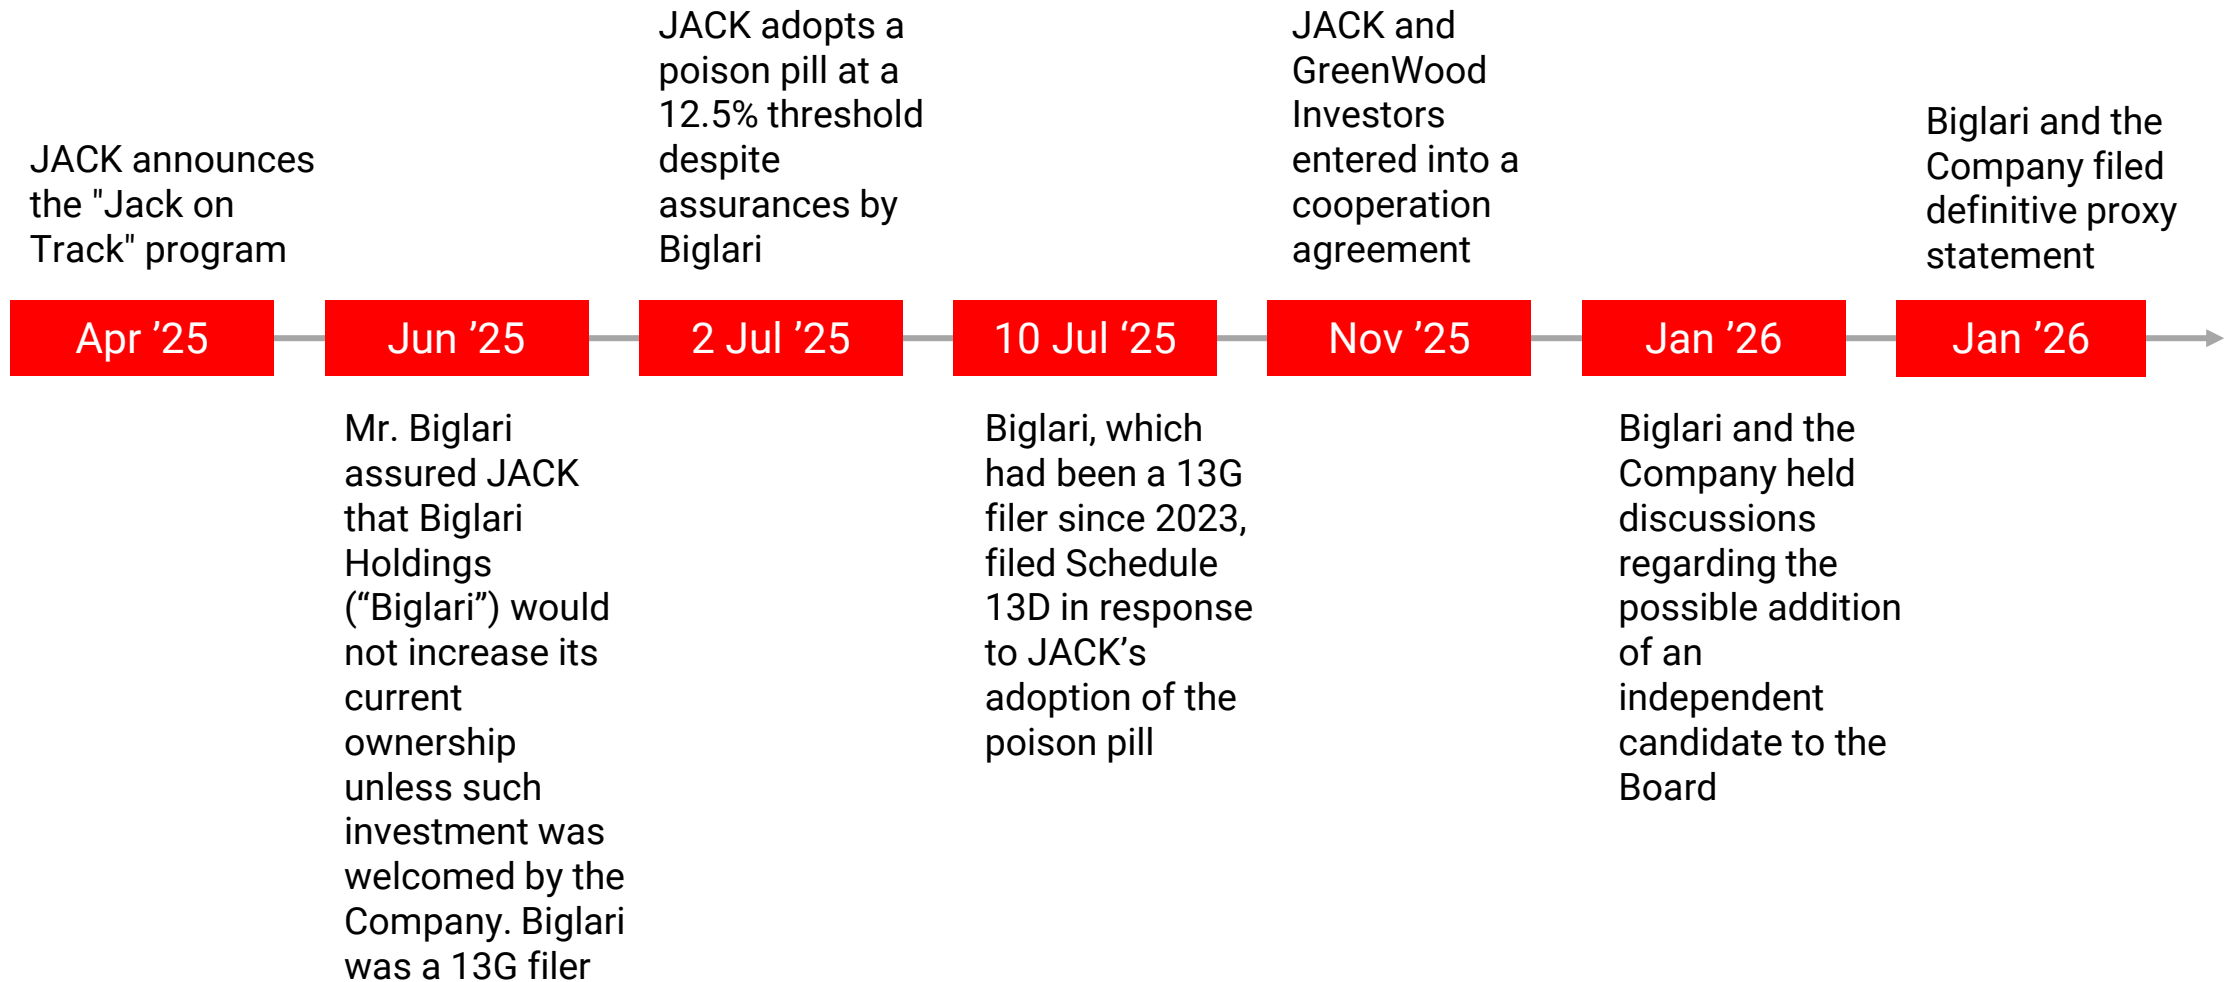 JACK announces
the "Jack on
Track" program
JACK adopts a
poison pill at a
12.5% threshold
despite
assurances by
Biglari
JACK and
GreenWood
Investors
entered into a
cooperation
agreement
Biglari and the
Company filed
definitive proxy
statement
Apr ’25
Jun ’25
2 Jul ’25
10 Jul ‘25
Nov ’25
Jan ’26
Jan ’26
Mr. Biglari
assured JACK
that Biglari
Holdings
(“Biglari”) would
not increase its
current
ownership
unless such
investment was
welcomed by the
Company. Biglari
was a 13G filer
Biglari, which
had been a 13G
filer since 2023,
filed Schedule
13D in response
to JACK’s
adoption of the
poison pill
Biglari and the
Company held
discussions
regarding the
possible addition
of an
independent
candidate to the
Board